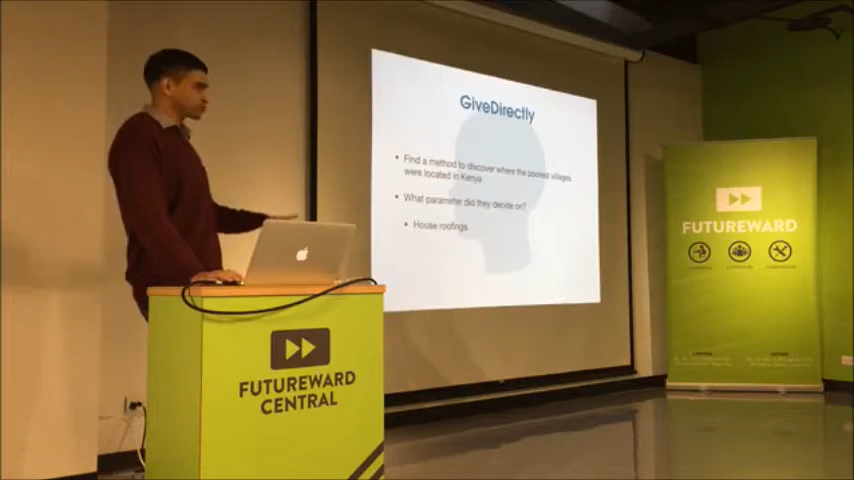 GiveDirectly
• Find a method to discover where the poorest villages
were located in Kenya
• What parameter did they decide on?
• House roofings
FUTUREWARD
CENTRAL
FUTUREWARD